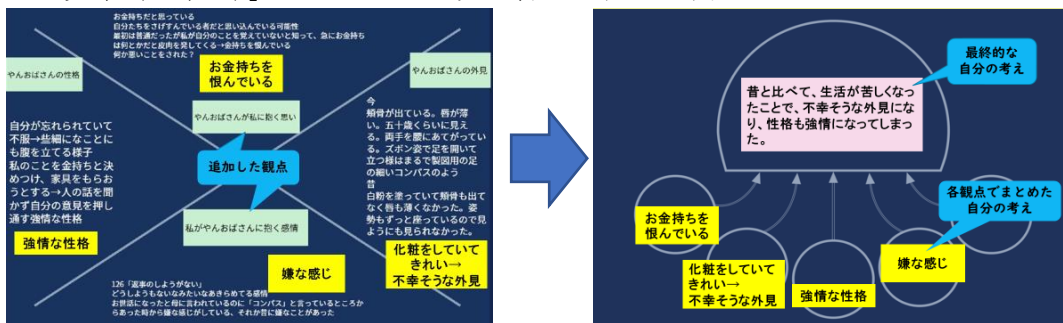 お金持ちだと思っている
自分たちをさげすんでいる者だと思い込んでいる可能性
最初は普通だったが私が自分のことを覚えていないと知って、急にお金持ち
は何とかだと皮肉を発してくる→金持ちを恨んでいる
何か悪いことをされた?
お金持ちを
恨んでいる
やんおばさんの性格
やんおばさんの外見
やんおばさんが私に抱く思い
追加した観点
私がやんおばさんに抱く感情
自分が忘れられていて
不服→些細になことに
も腹を立てる様子
私のことを金持ちと決
めつけ、家具をもらお
うとする→人の話を聞
かず自分の意見を押し
通す強情な性格
強情な性格
今
頬骨が出ている。唇が薄
い。五十歳くらいに見え
る。両手を腰にあてがってい
る。ズボン姿で足を開いて
立つ様はまるで製図用の足
の細いコンパスのよう
昔
白粉を塗っていて頬骨も出て
なく唇も薄くなかった。姿
勢もずっと座っているので見
ようにも見られなかった。
化粧をしていて
きれい→
不幸そうな外見
嫌な感じ
126「返事のしようがない」
どうしようもないなみたいなあきらめてる感情
お世話になったと母に言われているのに「コンパス」と言っているところか
らあった時から嫌な感じがしている、それか昔に嫌なことがあった
最終的な
自分の考え
昔と比べて、生活が苦しくなっ
たことで、不幸そうな外見にな
り、性格も強情になってしまっ
た。
各観点でまとめた
自分の考え
お金持ちを
恨んでいる
化粧をしていて
きれい→
不幸そうな外見
強情な性格
嫌な感じ